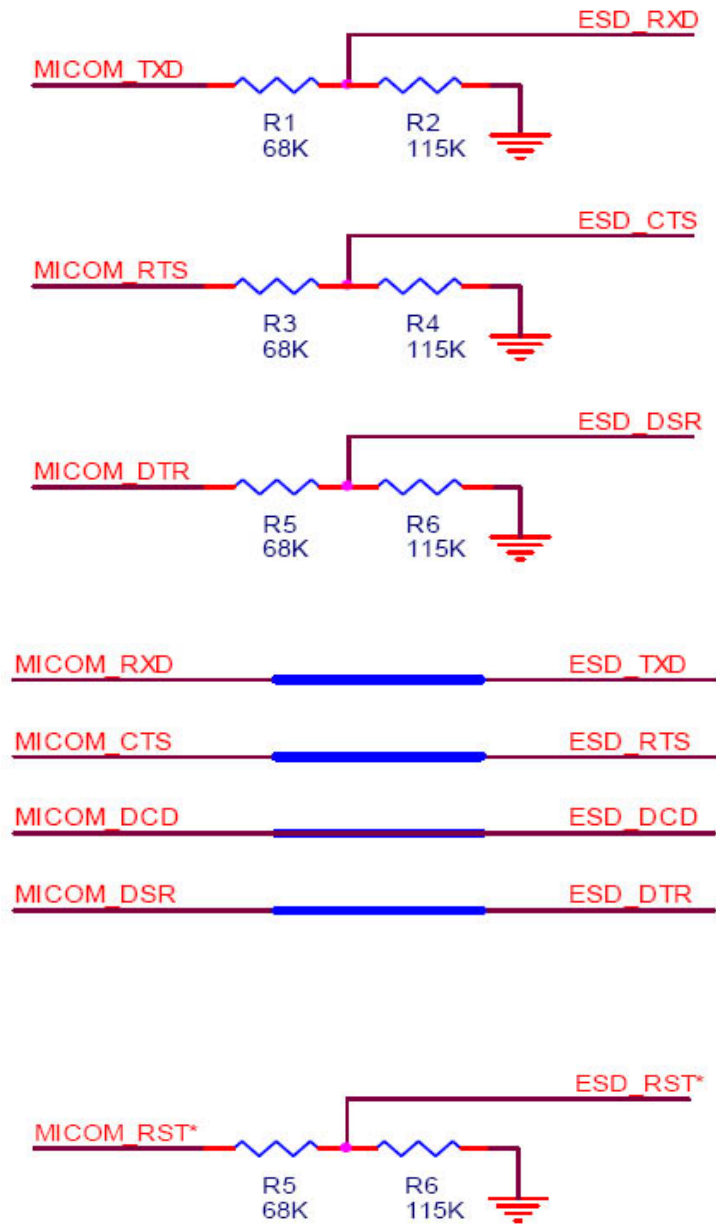 ESD_RXD
MICOM_TXD
R1 R2
68K 115K
ESD_CTS
MICOM_RTS
R3 R4
68K 115K
ESD_DSR
MICOM_DTR
R5 R6
68K 115K
MICOM_RXD ESD_TXD
MICOM_CTS ESD_RTS
MICOM_DCD ESD_DCD
MICOM_DSR ESD_DTR
ESD_RST*
MICOM_RST*
R5 R6
68K 115K